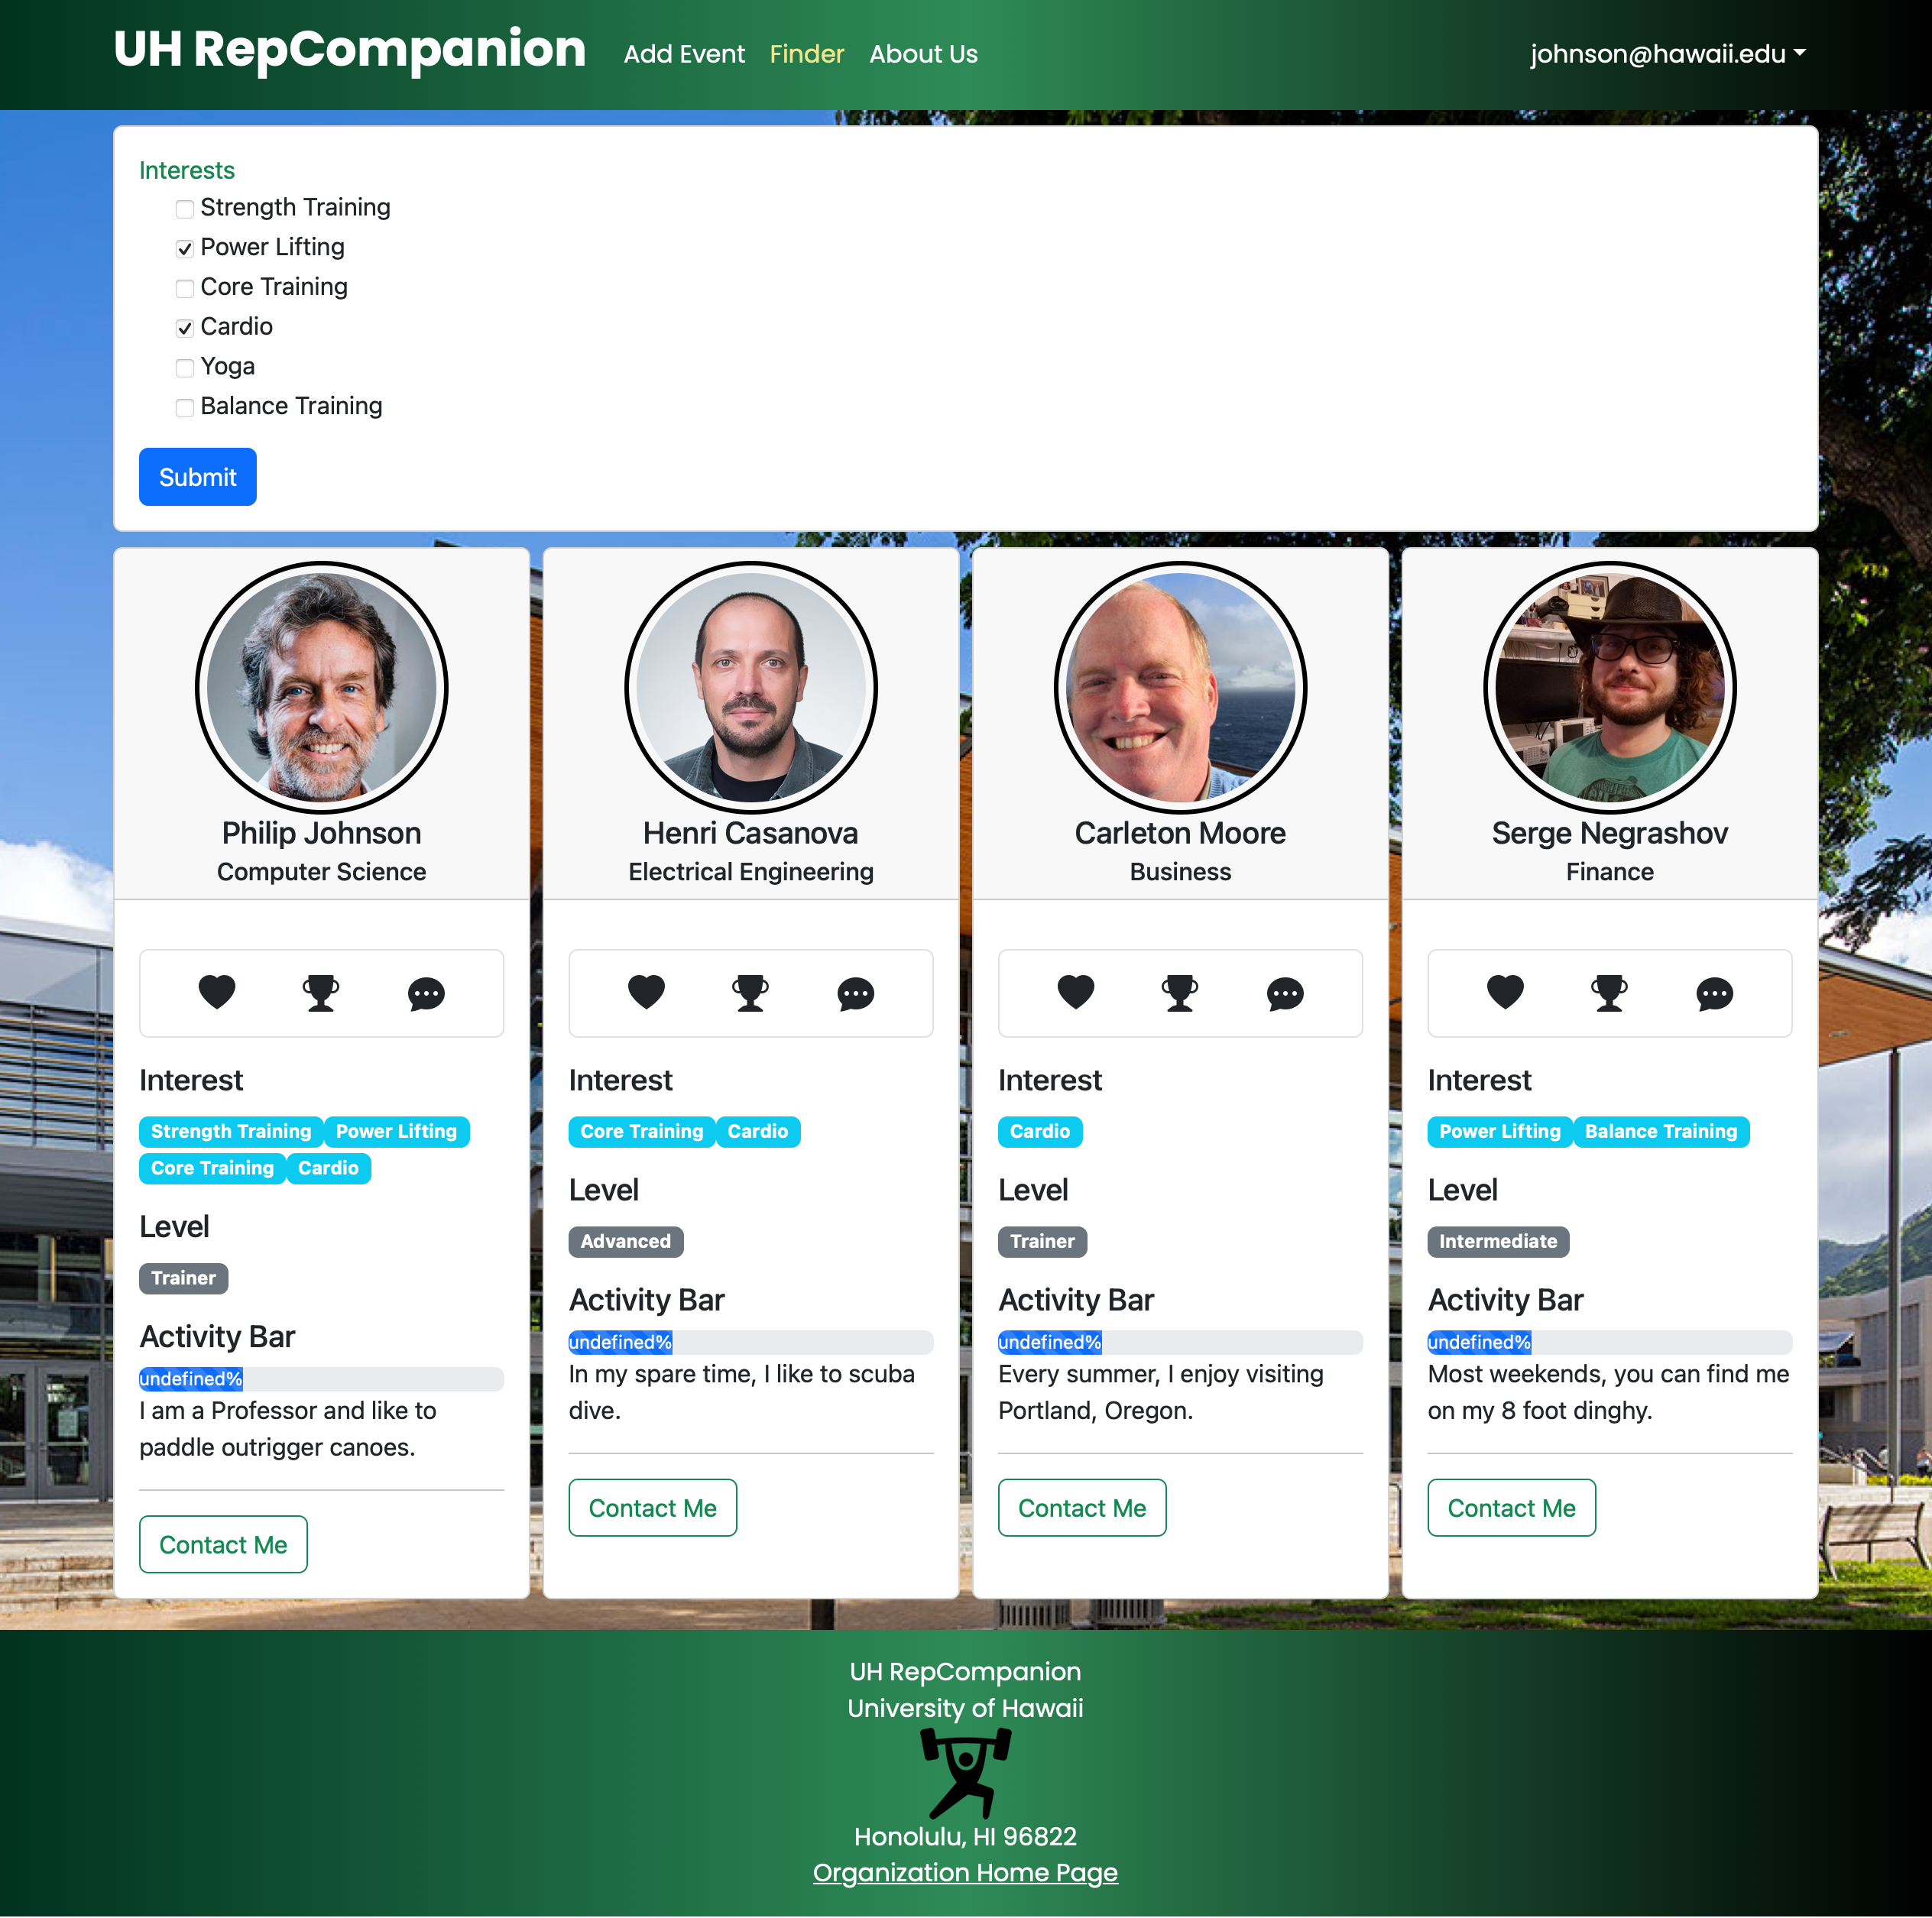 UH RepCompanion Add Event Finder About Us johnson@hawaii.edu
Interests
Strength Training
Power Lifting
Core Training
Cardio
Yoga
Balance Training
Submit
Philip Johnson
Computer Science
Interest
Strength Training Power Lifting
Core Training Cardio
Level
Trainer
Activity Bar
undefined%
I am a Professor and like to
paddle outrigger canoes.
Contact Me
Henri Casanova
Electrical Engineering
Interest
Core Training Cardio
Level
Advanced
Activity Bar
undefined%
In my spare time, I like to scuba
dive.
Contact Me
Carleton Moore
Business
Interest
Cardio
Level
Trainer
Activity Bar
undefined%
Every summer, I enjoy visiting
Portland, Oregon.
Contact Me
Serge Negrashov
Finance
Interest
Power Lifting Balance Training
Level
Intermediate
Activity Bar
undefined%
Most weekends, you can find me
on my 8 foot dinghy.
Contact Me
UH RepCompanion
University of Hawaii
Honolulu, HI 96822
Organization Home Page